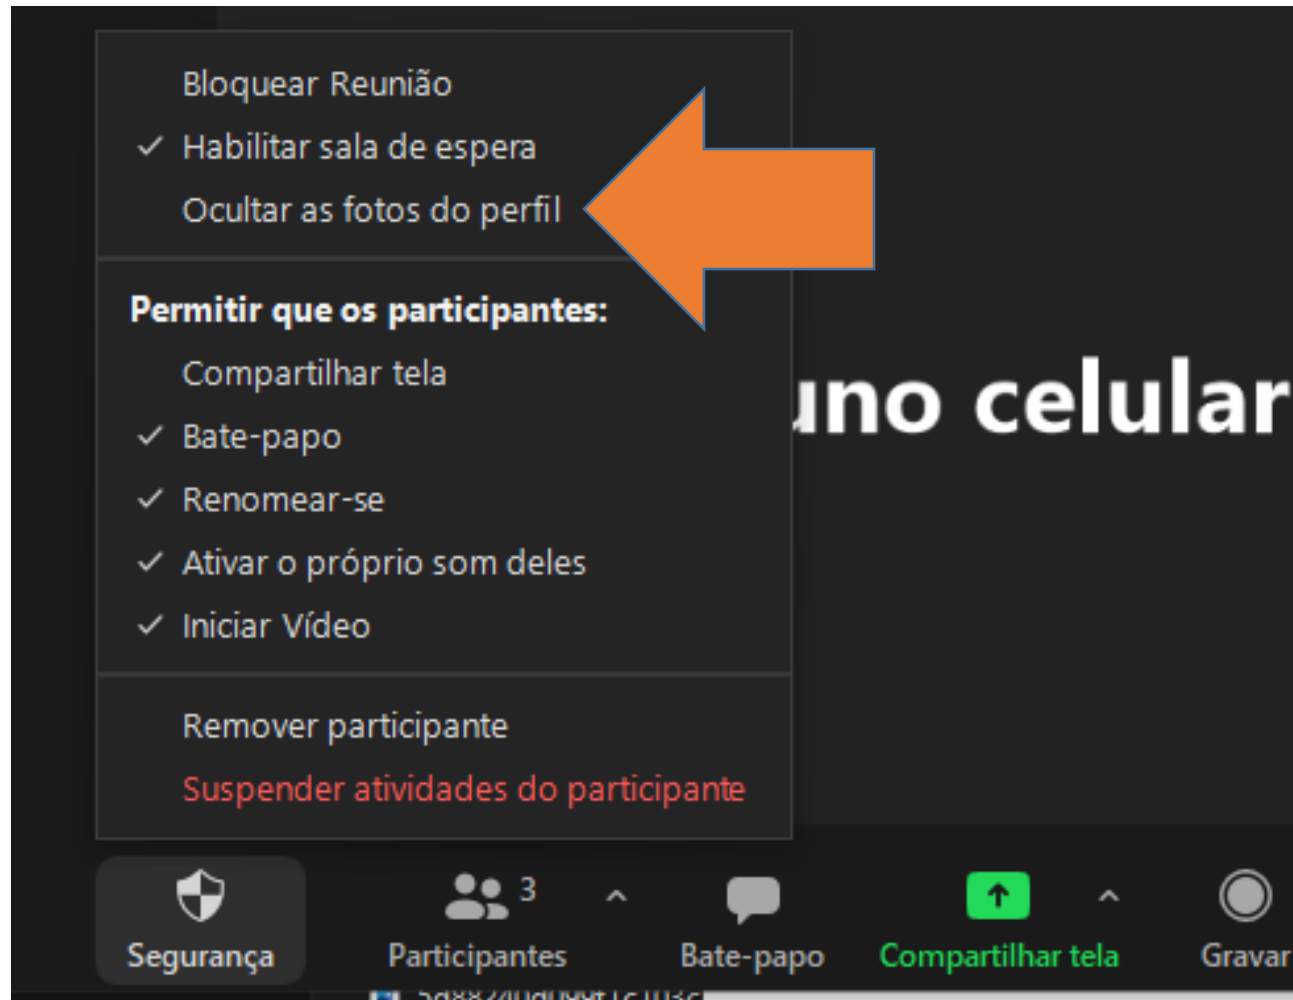 Bloquear Reunião
Habilitar sala de espera
Ocultar as fotos do perfil
Permitir que os participantes:
Compartilhar tela
Bate-papo
Renomear-se
Ativar o próprio som deles
Iniciar Vídeo
Remover participante
Suspender atividades do participante
uno celular
3
Segurança
Participantes
Bate-papo
Compartilhar tela
Gravar